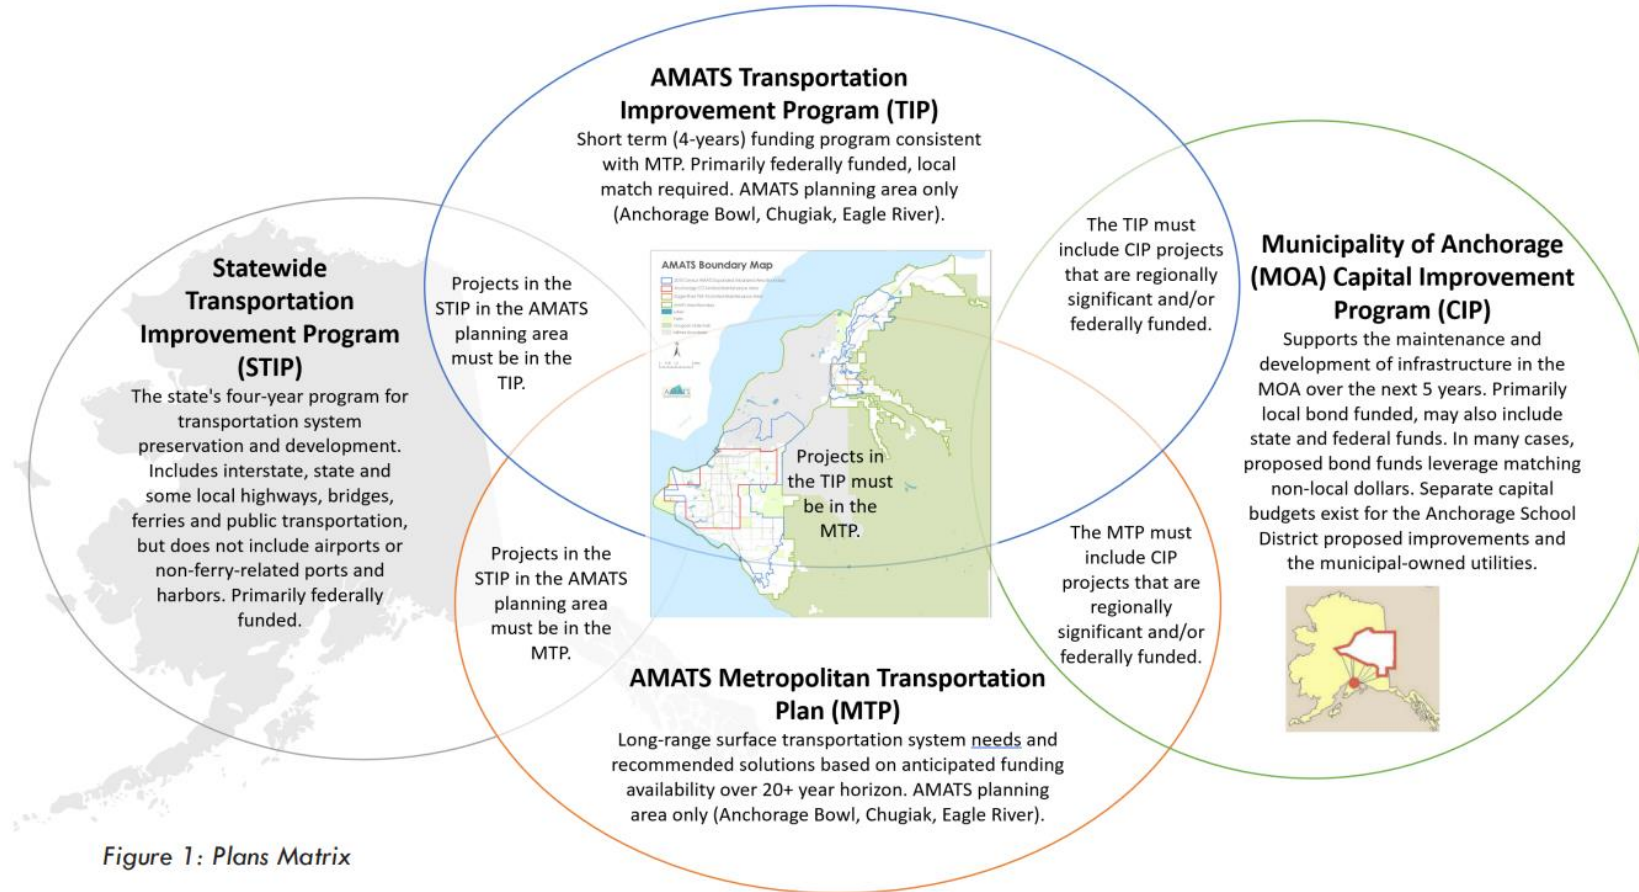 AMATS Transportation
Improvement Program (TIP)
Short term (4-years) funding program consistent
with MTP. Primarily federally funded, local
match required. AMATS planning area only
(Anchorage Bowl, Chugiak, Eagle River).
Statewide
Transportation
Improvement Program
(STIP)
The state's four-year program for
transportation system
preservation and development.
Includes interstate, state and
some local highways, bridges,
ferries and public transportation,
but does not include airports or
non-ferry-related ports and
harbors. Primarily federally
funded.
Projects in the
STIP in the AMATS
planning area
must be in the
TIP.
AMATS Boundary Map
AMATS
Projects in
the TIP must
be in the
MTP.
The TIP must
include CIP projects
that are regionally
significant and/or
federally funded.
Municipality of Anchorage
(MOA) Capital Improvement
Program (CIP)
Supports the maintenance and
development of infrastructure in the
MOA over the next 5 years. Primarily
local bond funded, may also include
state and federal funds. In many cases,
proposed bond funds leverage matching
non-local dollars. Separate capital
budgets exist for the Anchorage School
District proposed improvements and
the municipal-owned utilities.
Projects in the
STIP in the AMATS
planning area
must be in the
MTP.
The MTP must
include CIP
projects that are
regionally
significant and/or
federally funded.
AMATS Metropolitan Transportation
Plan (MTP)
Long-range surface transportation system needs and
recommended solutions based on anticipated funding
availability over 20+ year horizon. AMATS planning
area only (Anchorage Bowl, Chugiak, Eagle River).
Figure 1: Plans Matrix